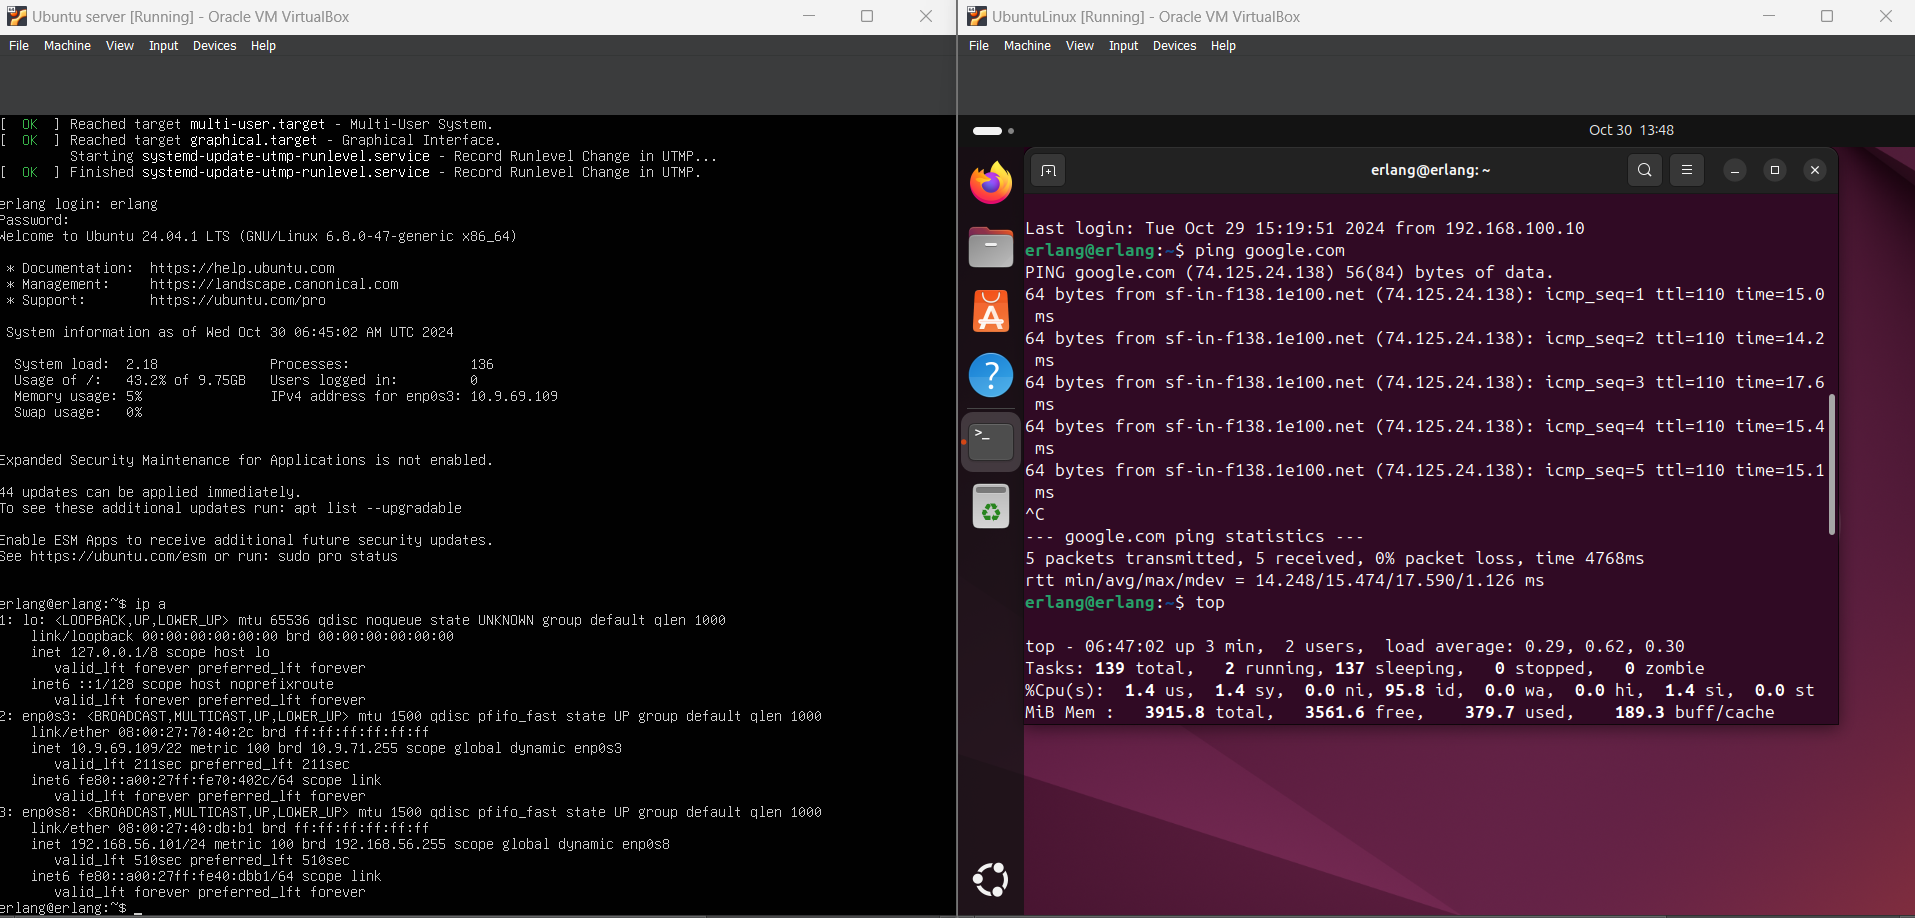 Ubuntu server [Running] - Oracle VM VirtualBox
File Machine View Input Devices Help
[  OK  ] Reached target multi-user.target - Multi-User System.
[  OK  ] Reached target graphical.target - Graphical Interface.
         Starting systemd-update-utmp-runlevel.service - Record Runlevel Change in UTMP...
[  OK  ] Finished systemd-update-utmp-runlevel.service - Record Runlevel Change in UTMP.
erlang login: erlang
Password:
Welcome to Ubuntu 24.04.1 LTS (GNU/Linux 6.8.0-47-generic x86_64)
 * Documentation:  https://help.ubuntu.com
 * Management:     https://landscape.canonical.com
 * Support:        https://ubuntu.com/pro
 System information as of Wed Oct 30 06:45:02 AM UTC 2024
  System load:  2.18              Processes:               136
  Usage of /:   43.2% of 9.75GB   Users logged in:         0
  Memory usage: 5%                IPv4 address for enp0s3: 10.9.69.109
  Swap usage:   0%
Expanded Security Maintenance for Applications is not enabled.
44 updates can be applied immediately.
To see these additional updates run: apt list --upgradable
Enable ESM Apps to receive additional future security updates.
See https://ubuntu.com/esm or run: sudo pro status
erlang@erlang:~$ ip a
1: lo: <LOOPBACK,UP,LOWER_UP> mtu 65536 qdisc noqueue state UNKNOWN group default qlen 1000
    link/loopback 00:00:00:00:00:00 brd 00:00:00:00:00:00
    inet 127.0.0.1/8 scope host lo
       valid_lft forever preferred_lft forever
    inet6 ::1/128 scope host noprefixroute
       valid_lft forever preferred_lft forever
2: enp0s3: <BROADCAST,MULTICAST,UP,LOWER_UP> mtu 1500 qdisc pfifo_fast state UP group default qlen 1000
    link/ether 08:00:27:70:40:2c brd ff:ff:ff:ff:ff:ff
    inet 10.9.69.109/22 metric 100 brd 10.9.71.255 scope global dynamic enp0s3
       valid_lft 211sec preferred_lft 211sec
    inet6 fe80::a00:27ff:fe70:402c/64 scope link
       valid_lft forever preferred_lft forever
3: enp0s8: <BROADCAST,MULTICAST,UP,LOWER_UP> mtu 1500 qdisc pfifo_fast state UP group default qlen 1000
    link/ether 08:00:27:40:db:b1 brd ff:ff:ff:ff:ff:ff
    inet 192.168.56.101/24 metric 100 brd 192.168.56.255 scope global dynamic enp0s8
       valid_lft 510sec preferred_lft 510sec
    inet6 fe80::a00:27ff:fe40:dbb1/64 scope link
       valid_lft forever preferred_lft forever
erlang@erlang:~$ _
UbuntuLinux [Running] - Oracle VM VirtualBox
File Machine View Input Devices Help
Oct 30 13:48
erlang@erlang: ~
Last login: Tue Oct 29 15:19:51 2024 from 192.168.100.10
erlang@erlang:~$ ping google.com
PING google.com (74.125.24.138) 56(84) bytes of data.
64 bytes from sf-in-f138.1e100.net (74.125.24.138): icmp_seq=1 ttl=110 time=15.0
 ms
64 bytes from sf-in-f138.1e100.net (74.125.24.138): icmp_seq=2 ttl=110 time=14.2
 ms
64 bytes from sf-in-f138.1e100.net (74.125.24.138): icmp_seq=3 ttl=110 time=17.6
 ms
64 bytes from sf-in-f138.1e100.net (74.125.24.138): icmp_seq=4 ttl=110 time=15.4
 ms
64 bytes from sf-in-f138.1e100.net (74.125.24.138): icmp_seq=5 ttl=110 time=15.1
 ms
^C
--- google.com ping statistics ---
5 packets transmitted, 5 received, 0% packet loss, time 4768ms
rtt min/avg/max/mdev = 14.248/15.474/17.590/1.126 ms
erlang@erlang:~$ top
top - 06:47:02 up 3 min,  2 users,  load average: 0.29, 0.62, 0.30
Tasks: 139 total,   2 running, 137 sleeping,   0 stopped,   0 zombie
%Cpu(s):  1.4 us,  1.4 sy,  0.0 ni, 95.8 id,  0.0 wa,  0.0 hi,  1.4 si,  0.0 st
MiB Mem :   3915.8 total,   3561.6 free,    379.7 used,    189.3 buff/cache